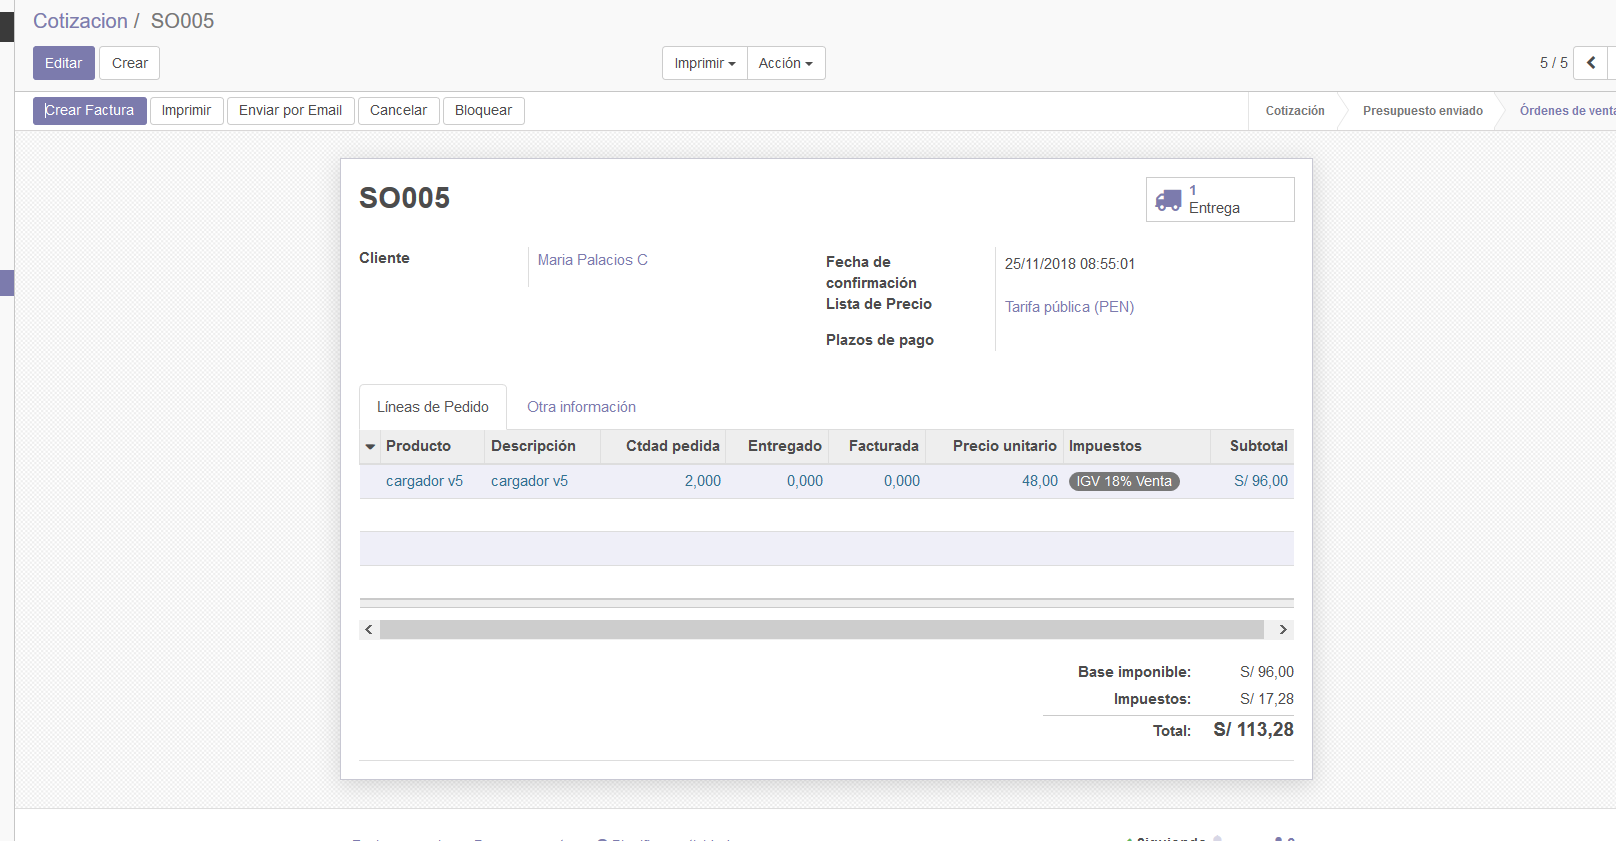 Cotizacion / SO005
Editar Crear Imprimir Acción 5 / 5
Crear Factura Imprimir Enviar por Email Cancelar Bloquear Cotización Presupuesto enviado Órdenes de venta
SO005
1
Entrega
Cliente Maria Palacios C
Fecha de confirmación 25/11/2018 08:55:01
Lista de Precio Tarifa pública (PEN)
Plazos de pago
Líneas de Pedido Otra información
Producto Descripción Ctdad pedida Entregado Facturada Precio unitario Impuestos Subtotal
cargador v5 cargador v5 2,000 0,000 0,000 48,00 IGV 18% Venta S/ 96,00
Base imponible: S/ 96,00
Impuestos: S/ 17,28
Total: S/ 113,28